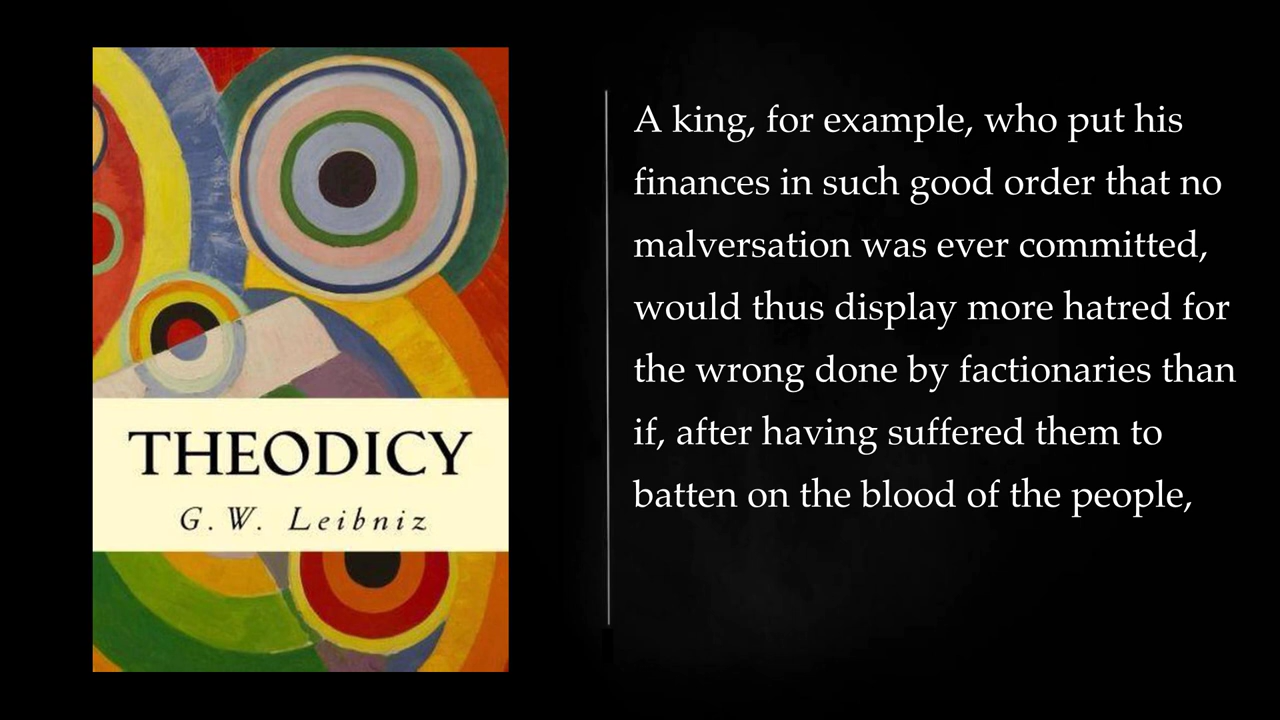 THEODICY
G. W. Leibniz
A king, for example, who put his
finances in such good order that no
malversation was ever committed,
would thus display more hatred for
the wrong done by factionaries than
if, after having suffered them to
batten on the blood of the people,